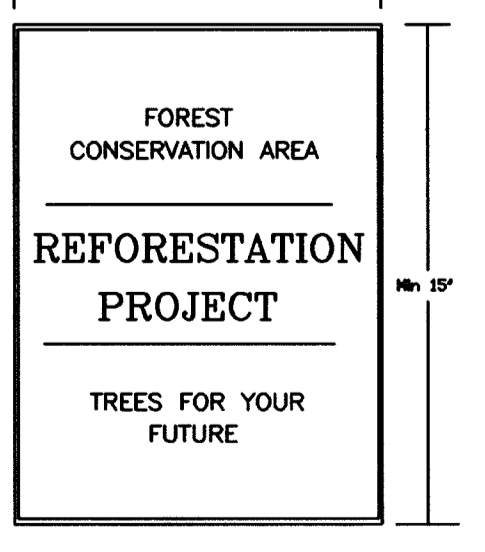 FOREST
CONSERVATION AREA
REFORESTATION
PROJECT
Min 15"
TREES FOR YOUR
FUTURE